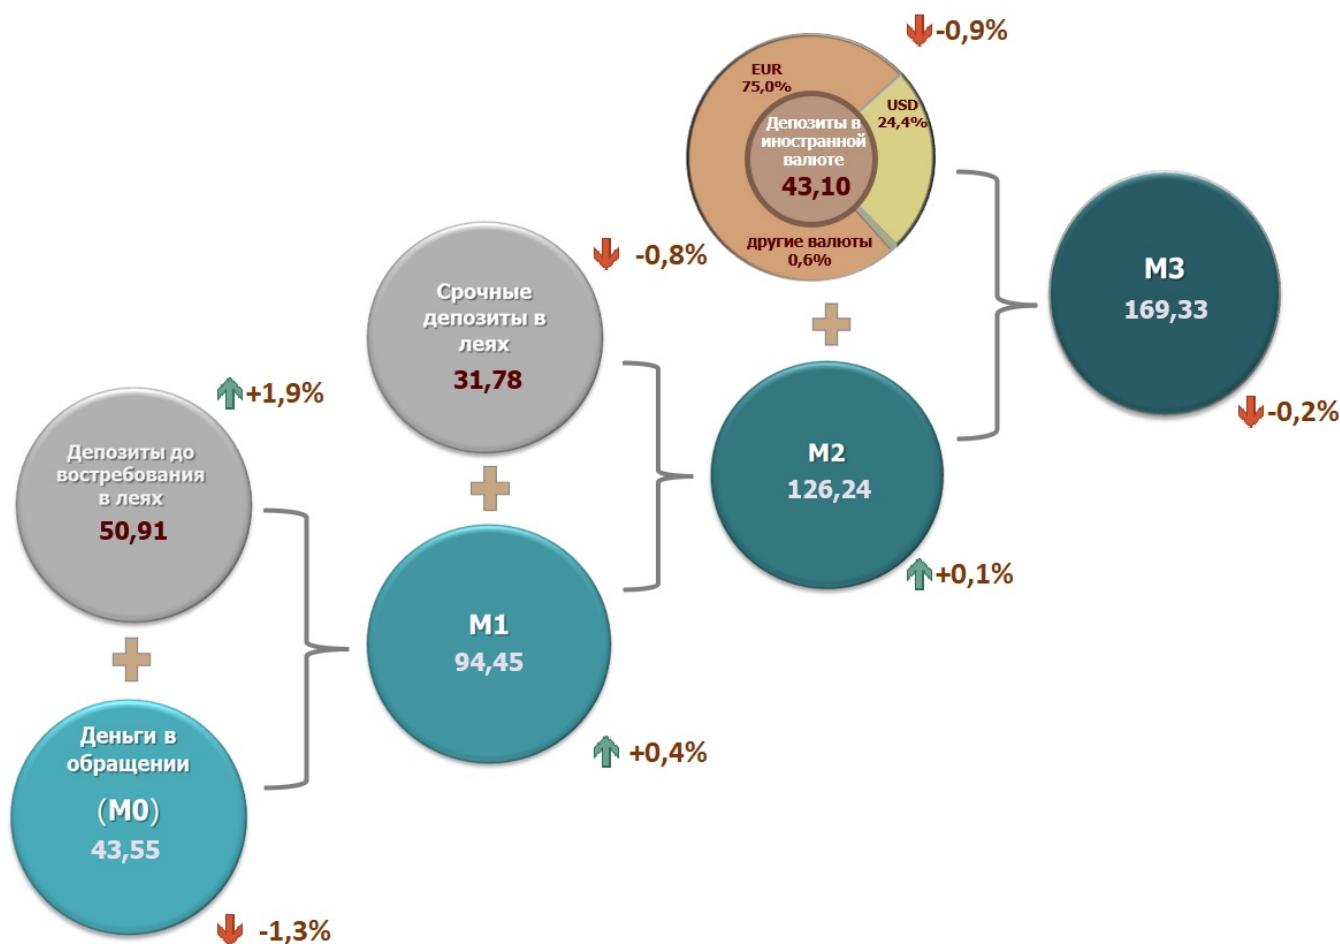 -0,9%
EUR
75,0%
USD
24,4%
Депозиты в
иностранной
валюте
43,10
другие валюты
0,6%
-0,8%
Срочные
депозиты в
леях
31,78
M3
169,33
-0,2%
+1,9%
Депозиты до
востребования
в леях
50,91
M2
126,24
+0,1%
M1
94,45
+0,4%
Деньги в
обращении
(M0)
43,55
-1,3%